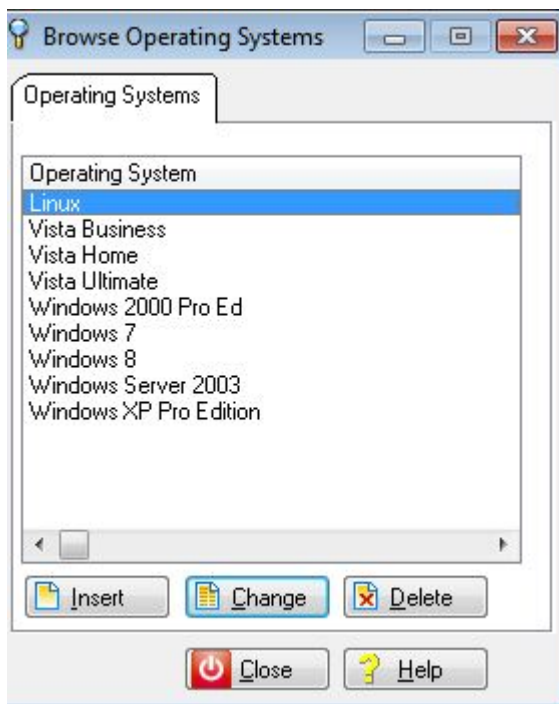 Browse Operating Systems
Operating Systems
Operating System
Linux
Vista Business
Vista Home
Vista Ultimate
Windows 2000 Pro Ed
Windows 7
Windows 8
Windows Server 2003
Windows XP Pro Edition
Insert Change Delete
Close Help